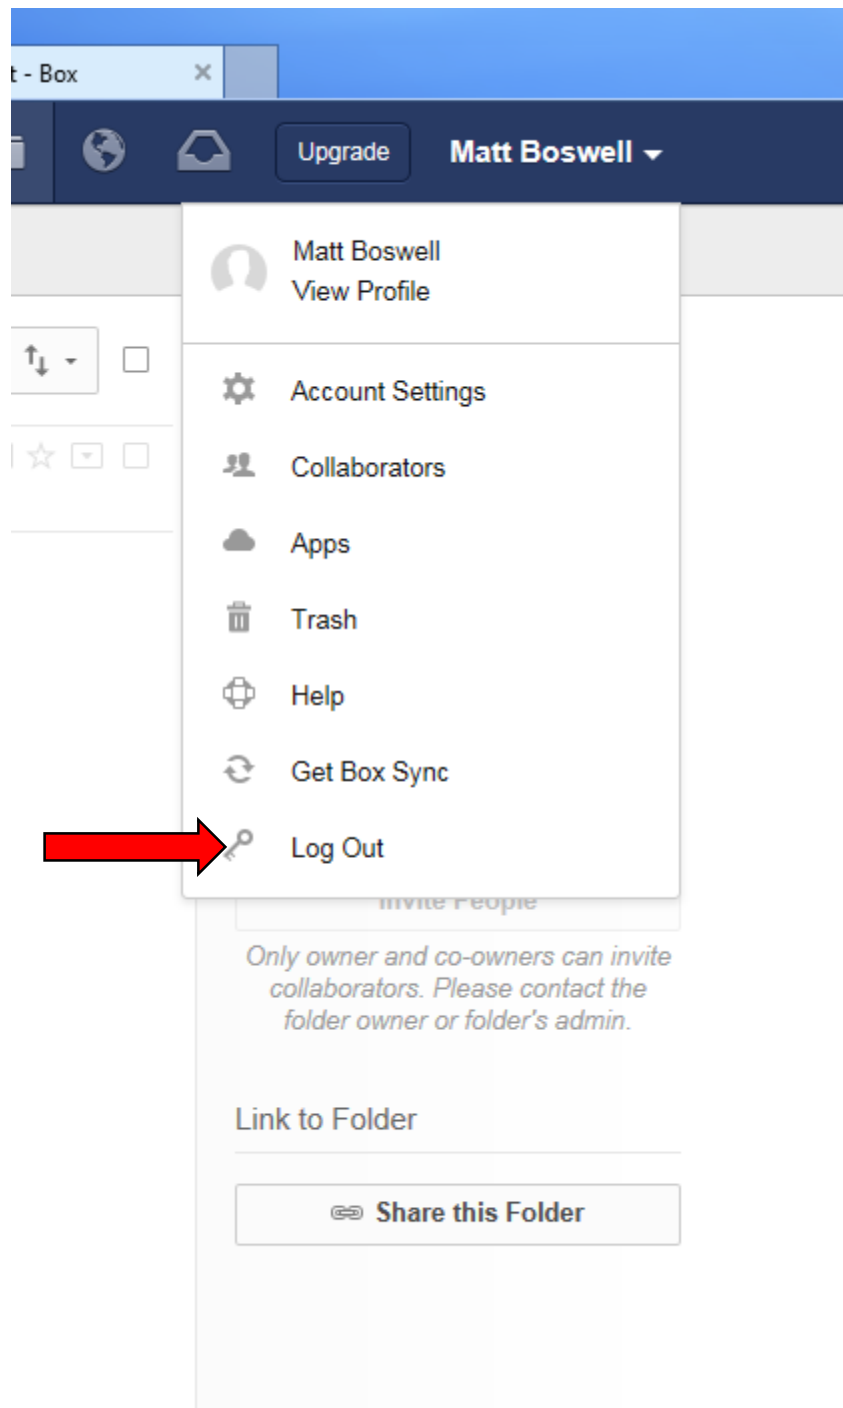 t - Box
Upgrade
Matt Boswell
Matt Boswell
View Profile
Account Settings
Collaborators
Apps
Trash
Help
Get Box Sync
Log Out
Invite People
Only owner and co-owners can invite
collaborators. Please contact the
folder owner or folder's admin.
Link to Folder
Share this Folder